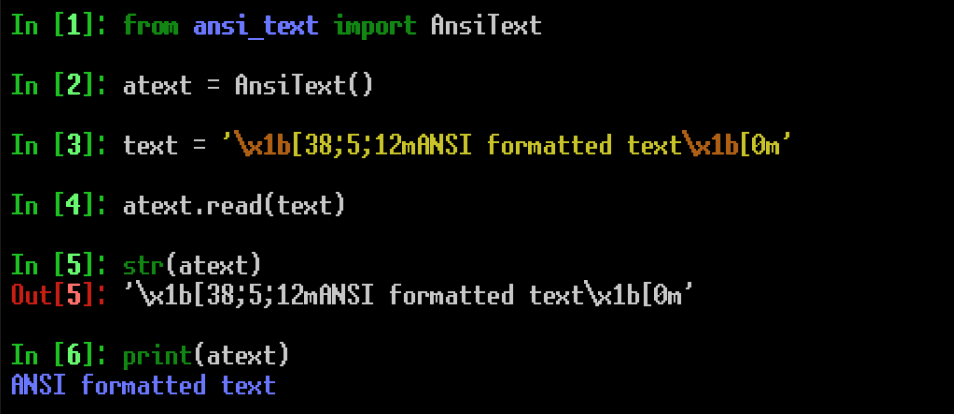 In [1]: from ansi_text import AnsiText
In [2]: atext = AnsiText()
In [3]: text = '\x1b[38;5;12mANSI formatted text\x1b[0m'
In [4]: atext.read(text)
In [5]: str(atext)
Out[5]: '\x1b[38;5;12mANSI formatted text\x1b[0m'
In [6]: print(atext)
ANSI formatted text